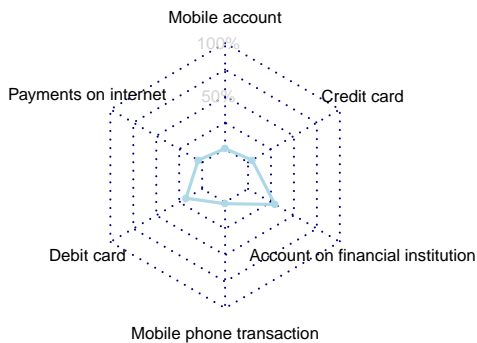 Mobile account
100%
Payments on internet
50%
Credit card
Debit card
Account on financial institution
Mobile phone transaction